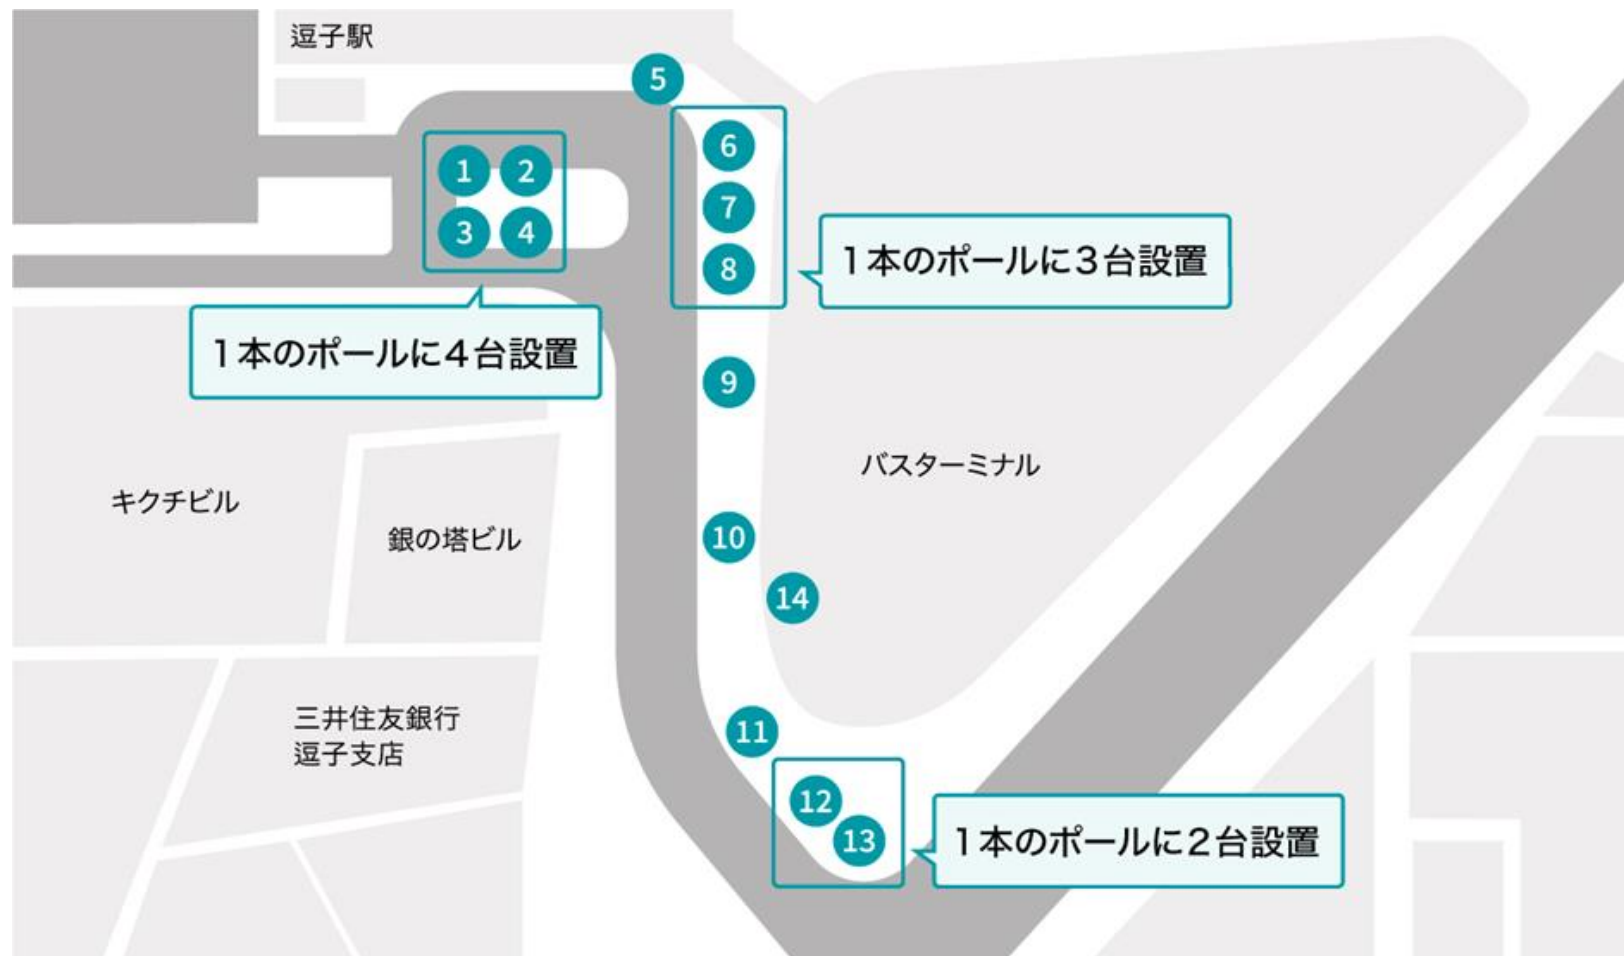 逗子駅
5
1 2
3 4
6
7
8
1本のポールに3台設置
1本のポールに4台設置
9
バスターミナル
キクチビル
銀の塔ビル
10
14
三井住友銀行
逗子支店
11
12
13
1本のポールに2台設置